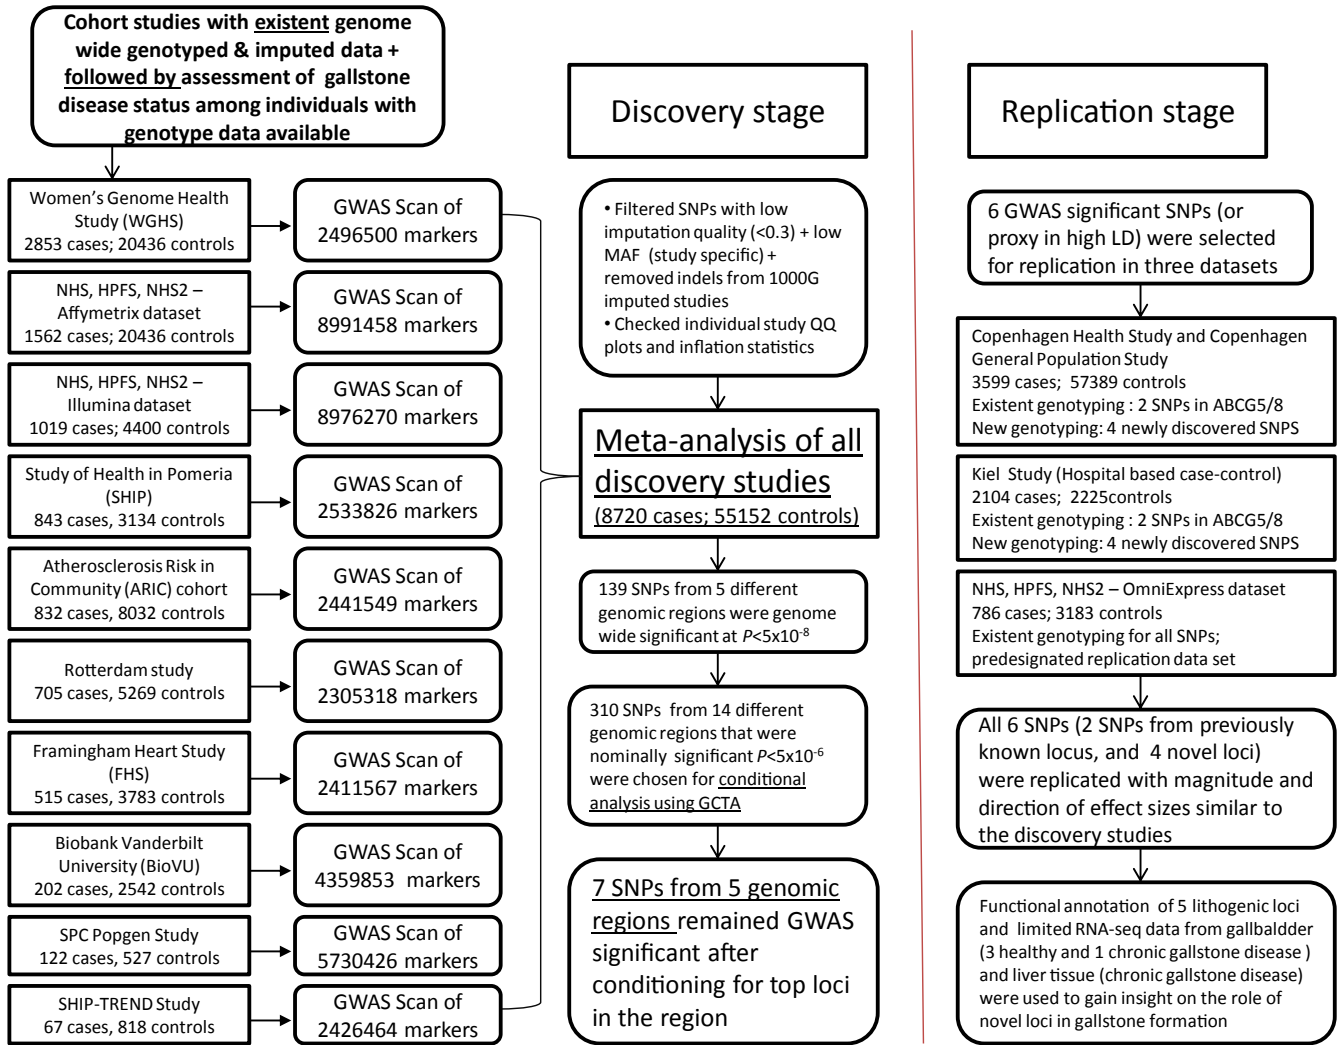 Cohort studies with existent genome
wide genotyped & imputed data +
followed by assessment of gallstone
disease status among individuals with
genotype data available
Women's Genome Health
Study (WGHS)
2853 cases; 20436 controls
GWAS Scan of
2496500 markers
NHS, HPFS, NHS2 –
Affymetrix dataset
1562 cases; 20436 controls
GWAS Scan of
8991458 markers
NHS, HPFS, NHS2 –
Illumina dataset
1019 cases; 4400 controls
GWAS Scan of
8976270 markers
Study of Health in Pomeria
(SHIP)
843 cases, 3134 controls
GWAS Scan of
2533826 markers
Atherosclerosis Risk in
Community (ARIC) cohort
832 cases, 8032 controls
GWAS Scan of
2441549 markers
Rotterdam study
705 cases, 5269 controls
GWAS Scan of
2305318 markers
Framingham Heart Study
(FHS)
515 cases, 3783 controls
GWAS Scan of
2411567 markers
Biobank Vanderbilt
University (BioVU)
202 cases, 2542 controls
GWAS Scan of
4359853 markers
SPC Popgen Study
122 cases, 527 controls
GWAS Scan of
5730426 markers
SHIP-TREND Study
67 cases, 818 controls
GWAS Scan of
2426464 markers
Discovery stage
• Filtered SNPs with low
imputation quality (<0.3) + low
MAF (study specific) +
removed indels from 1000G
imputed studies
• Checked individual study QQ
plots and inflation statistics
Meta-analysis of all
discovery studies
(8720 cases; 55152 controls)
139 SNPs from 5 different
genomic regions were genome
wide significant at P<5x10⁻⁸
310 SNPs from 14 different
genomic regions that were
nominally significant P<5x10⁻⁶
were chosen for conditional
analysis using GCTA
7 SNPs from 5 genomic
regions remained GWAS
significant after
conditioning for top loci
in the region
Replication stage
6 GWAS significant SNPs (or
proxy in high LD) were selected
for replication in three datasets
Copenhagen Health Study and Copenhagen
General Population Study
3599 cases; 57389 controls
Existent genotyping : 2 SNPs in ABCG5/8
New genotyping: 4 newly discovered SNPS
Kiel Study (Hospital based case-control)
2104 cases; 2225controls
Existent genotyping : 2 SNPs in ABCG5/8
New genotyping: 4 newly discovered SNPS
NHS, HPFS, NHS2 – OmniExpress dataset
786 cases; 3183 controls
Existent genotyping for all SNPs;
predesignated replication data set
All 6 SNPs (2 SNPs from previously
known locus, and 4 novel loci)
were replicated with magnitude and
direction of effect sizes similar to
the discovery studies
Functional annotation of 5 lithogenic loci
and limited RNA-seq data from gallbaldder
(3 healthy and 1 chronic gallstone disease )
and liver tissue (chronic gallstone disease)
were used to gain insight on the role of
novel loci in gallstone formation